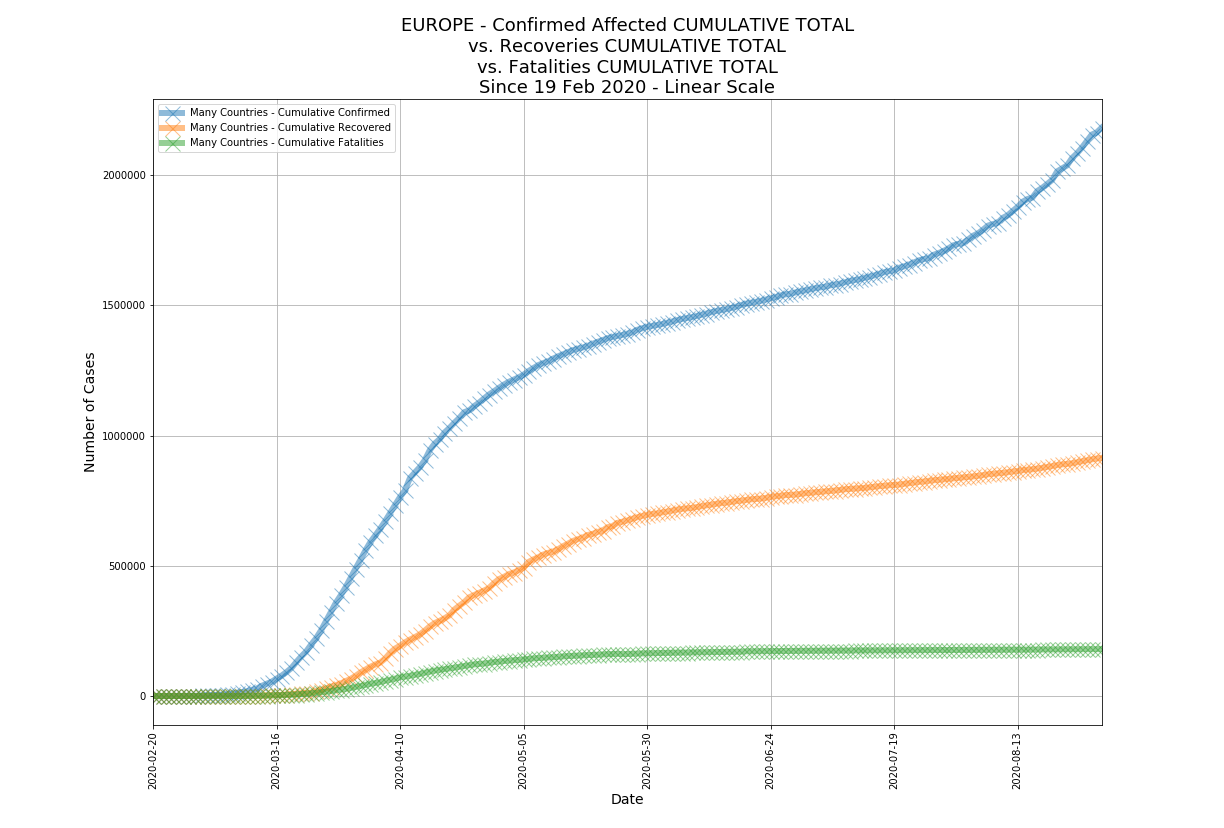 EUROPE - Confirmed Affected CUMULATIVE TOTAL
vs. Recoveries CUMULATIVE TOTAL
vs. Fatalities CUMULATIVE TOTAL
Since 19 Feb 2020 - Linear Scale
Many Countries - Cumulative Confirmed
Many Countries - Cumulative Recovered
Many Countries - Cumulative Fatalities
Number of Cases
2000000
1500000
1000000
500000
0
2020-02-20
2020-03-16
2020-04-10
2020-05-05
2020-05-30
2020-06-24
2020-07-19
2020-08-13
Date